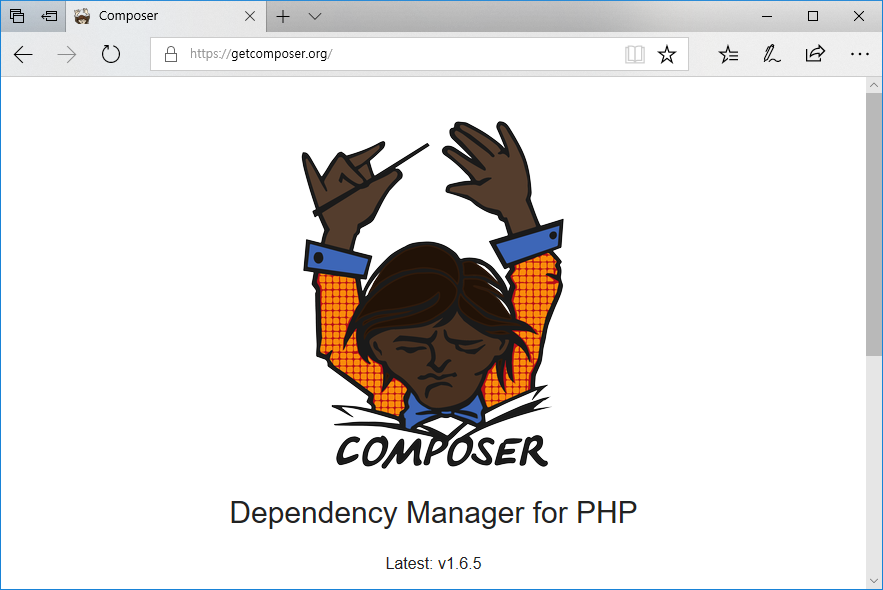 Composer
https://getcomposer.org/
COMPOSER
Dependency Manager for PHP
Latest: v1.6.5